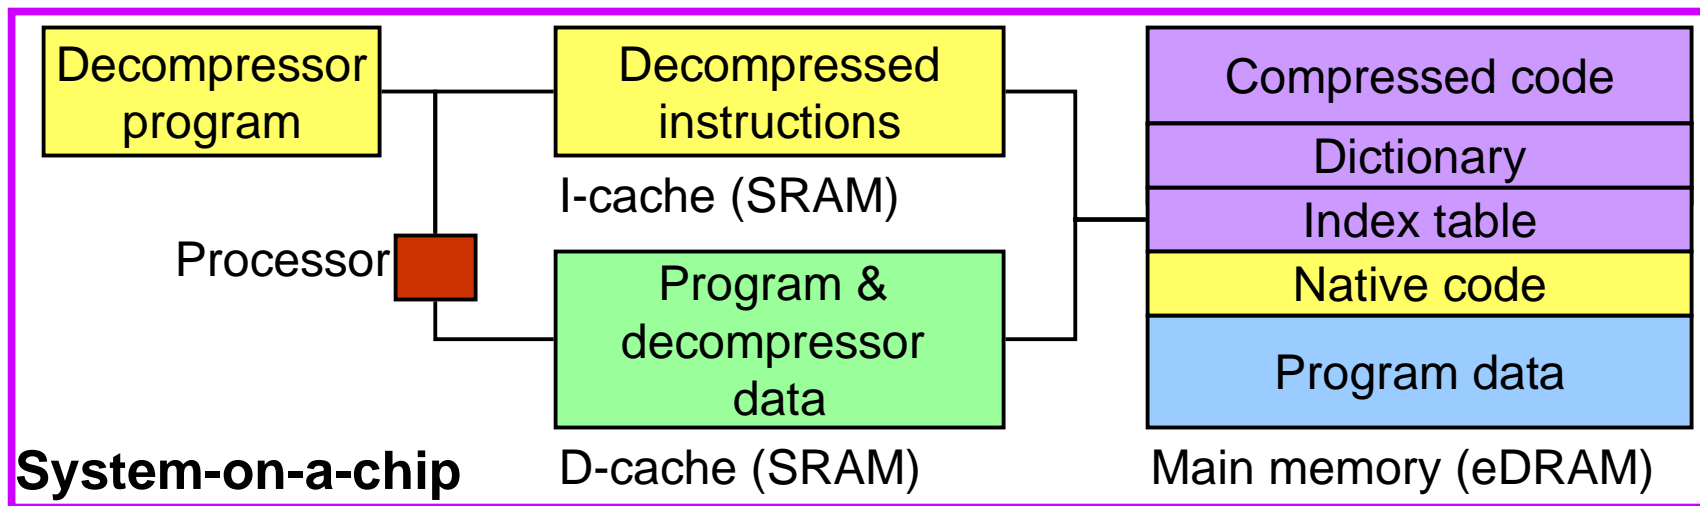 Decompressor
program
Decompressed
instructions
I-cache (SRAM)
Processor
Program &
decompressor
data
D-cache (SRAM)
Compressed code
Dictionary
Index table
Native code
Program data
Main memory (eDRAM)
System-on-a-chip